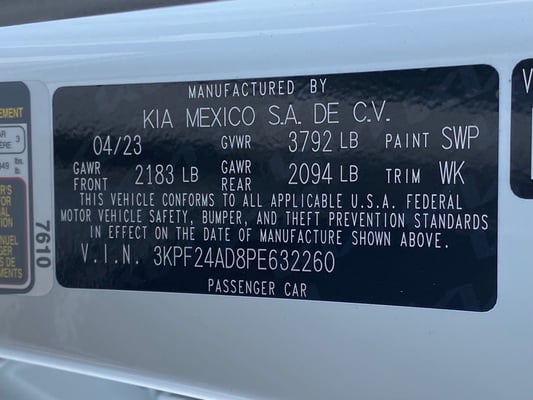 MANUFACTURED BY
KIA MEXICO S.A. DE C.V.
04/23 GVWR 3792 LB PAINT SWP
GAWR FRONT 2183 LB GAWR REAR 2094 LB TRIM WK
THIS VEHICLE CONFORMS TO ALL APPLICABLE U.S.A. FEDERAL
MOTOR VEHICLE SAFETY, BUMPER, AND THEFT PREVENTION STANDARDS
IN EFFECT ON THE DATE OF MANUFACTURE SHOWN ABOVE.
V.I.N. 3KPF24AD8PE632260
PASSENGER CAR
7610